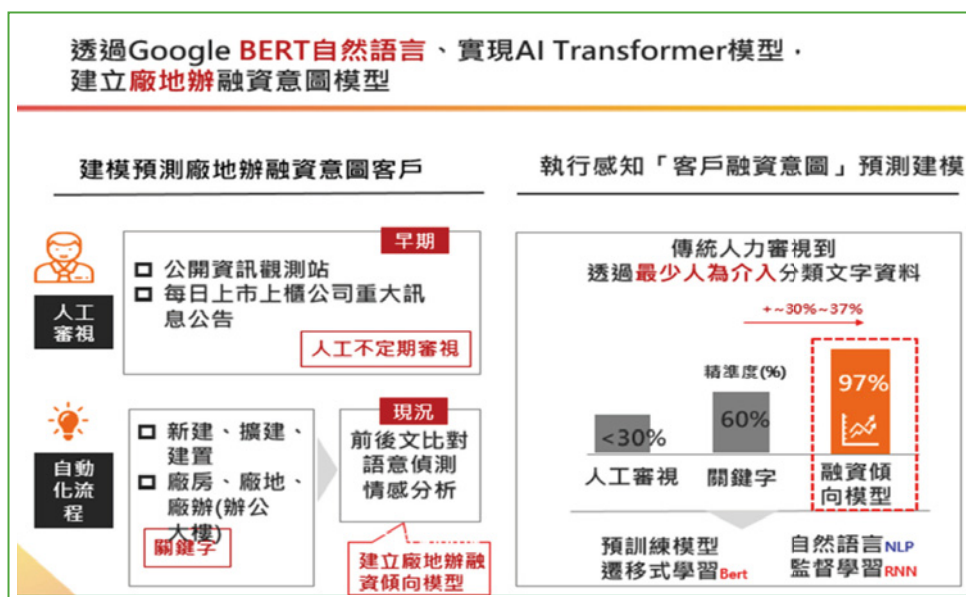 透過Google BERT自然語言、實現AI Transformer模型，
建立廠地辦融資意圖模型
建模預測廠地辦融資意圖客戶
人工
審視
早期
公開資訊觀測站
每日上市上櫃公司重大訊
息公告
人工不定期審視
自動
化流
程
新建、擴建、
建置
廠房、廠地、
廠辦(辦公
大樓)
關鍵字
現況
前後文比對
語意偵測
情感分析
建立廠地辦融
資傾向模型
執行感知「客戶融資意圖」預測建模
傳統人力審視到
透過最少人為介入分類文字資料
+~30%~37%
精準度(%)
<30%
60%
97%
人工審視
關鍵字
融資傾
向模型
預訓練模型
遷移式學習Bert
自然語言NLP
監督學習RNN